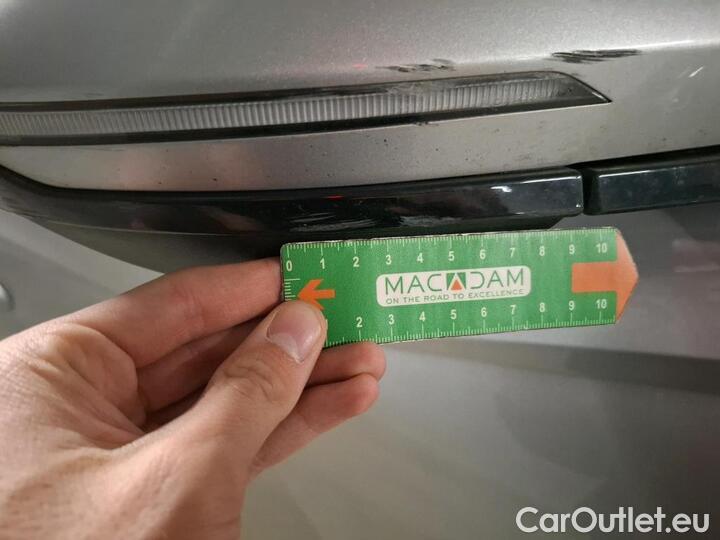 0 1 2 3 4 5 6 7 8 9 10
MACADAM
ON THE ROAD TO EXCELLENCE
2 3 4 5 6 7 8 9 10
CarOutlet.eu